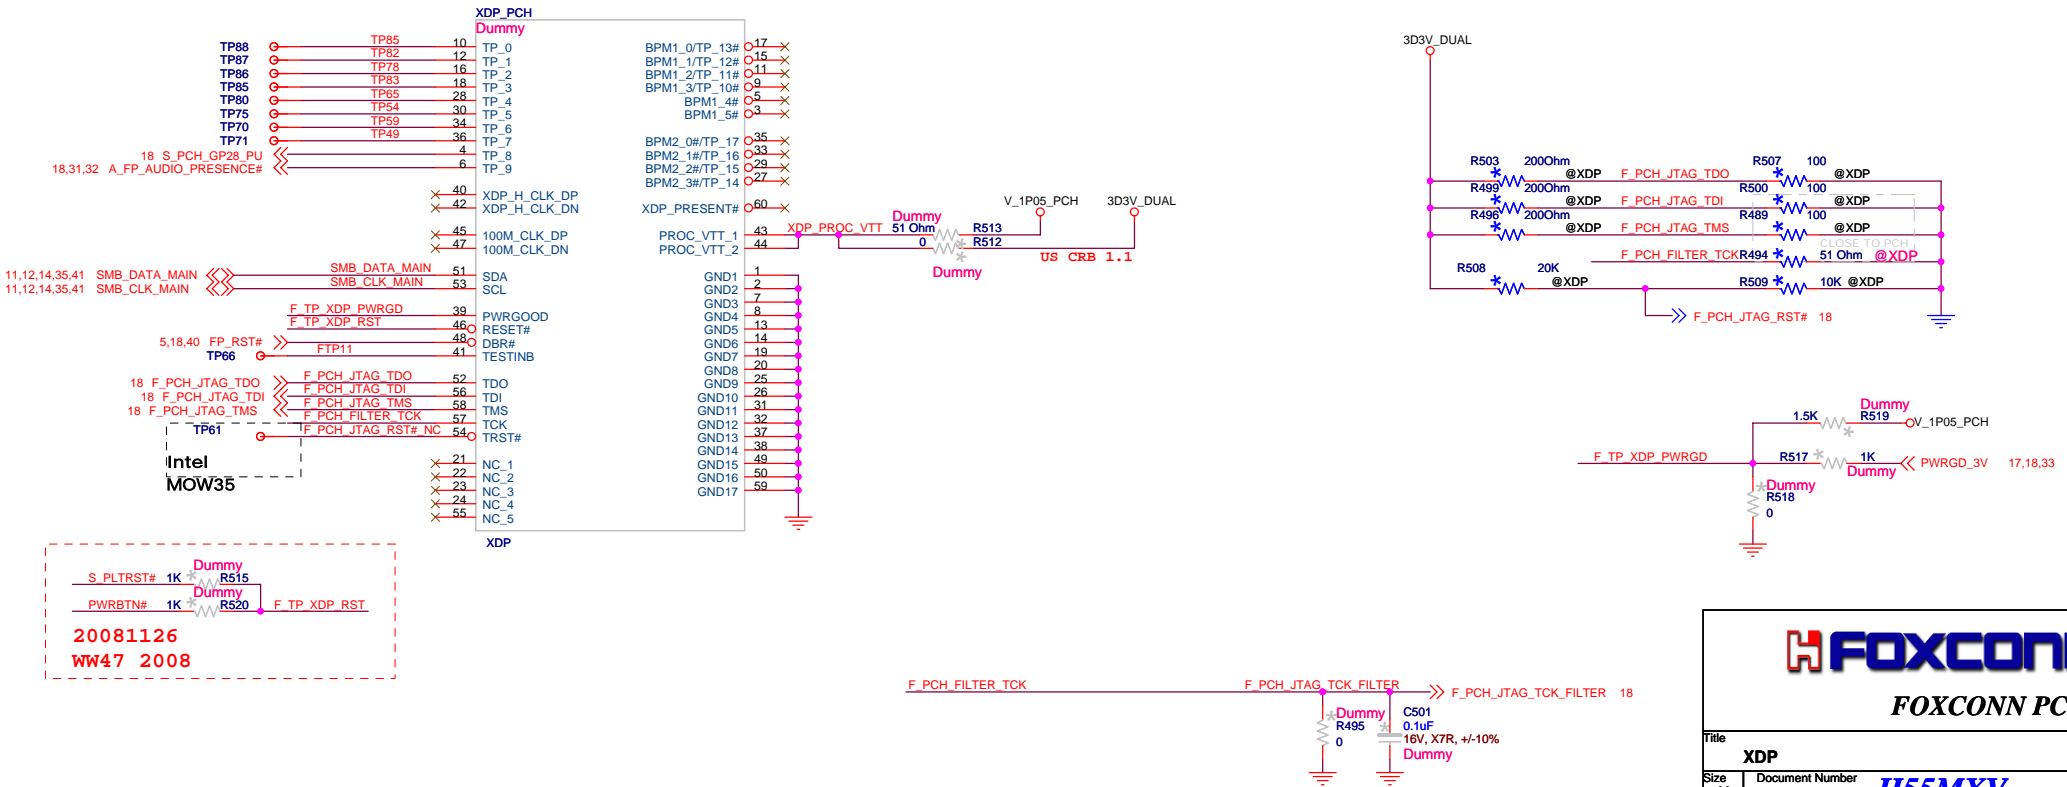 XDP_PCH
Dummy
TP88 TP85 10 TP_0 BPM1_0/TP_13# 17
TP87 TP82 12 TP_1 BPM1_1/TP_12# 15
TP86 TP78 16 TP_2 BPM1_2/TP_11# 11
TP85 TP83 18 TP_3 BPM1_3/TP_10# 9
TP80 TP65 28 TP_4 BPM1_4# 5
TP75 TP54 30 TP_5 BPM1_5# 3
TP70 TP59 34 TP_6
TP71 TP49 36 TP_7 BPM2_0#/TP_17 35
18 S_PCH_GP28_PU 4 TP_8 BPM2_1#/TP_16 33
18,31,32 A_FP_AUDIO_PRESENCE# 6 TP_9 BPM2_2#/TP_15 29
BPM2_3#/TP_14 27
40 XDP_H_CLK_DP
42 XDP_H_CLK_DN XDP_PRESENT# 60
45 100M_CLK_DP PROC_VTT_1 43
47 100M_CLK_DN PROC_VTT_2 44
11,12,14,35,41 SMB_DATA_MAIN SMB_DATA_MAIN 51 SDA GND1 1
11,12,14,35,41 SMB_CLK_MAIN SMB_CLK_MAIN 53 SCL GND2 2
GND3 7
F_TP_XDP_PWRGD 39 PWRGOOD GND4 8
F_TP_XDP_RST 46 RESET# GND5 13
5,18,40 FP_RST# 48 DBR# GND6 14
TP66 FTP11 41 TESTINB GND7 19
GND8 20
18 F_PCH_JTAG_TDO F_PCH_JTAG_TDO 52 TDO GND9 25
18 F_PCH_JTAG_TDI F_PCH_JTAG_TDI 56 TDI GND10 26
18 F_PCH_JTAG_TMS F_PCH_JTAG_TMS 58 TMS GND11 31
F_PCH_FILTER_TCK 57 TCK GND12 32
TP61 F_PCH_JTAG_RST#_NC 54 TRST# GND13 37
GND14 38
Intel 21 NC_1 GND15 49
MOW35 22 NC_2 GND16 50
23 NC_3 GND17 59
24 NC_4
55 NC_5
XDP
V_1P05_PCH 3D3V_DUAL
Dummy
XDP_PROC_VTT 51 Ohm R513
0 R512
US CRB 1.1
Dummy
3D3V_DUAL
R503 200Ohm R507 100
@XDP F_PCH_JTAG_TDO @XDP
R499 200Ohm R500 100
@XDP F_PCH_JTAG_TDI @XDP
R496 200Ohm R489 100
@XDP F_PCH_JTAG_TMS @XDP
CLOSE TO PCH
F_PCH_FILTER_TCK R494 51 Ohm @XDP
R508 20K
@XDP R509 10K @XDP
F_PCH_JTAG_RST# 18
Dummy
1.5K R519 V_1P05_PCH
F_TP_XDP_PWRGD R517 1K PWRGD_3V 17,18,33
Dummy
Dummy
R518
0
Dummy
S_PLTRST# 1K R515
Dummy
PWRBTN# 1K R520 F_TP_XDP_RST
20081126
WW47 2008
F_PCH_FILTER_TCK F_PCH_JTAG_TCK_FILTER F_PCH_JTAG_TCK_FILTER 18
Dummy C501
R495 0.1uF
0 16V, X7R, +/-10%
Dummy
FOXCONN
FOXCONN PC
Title
XDP
Size Document Number H55MXV